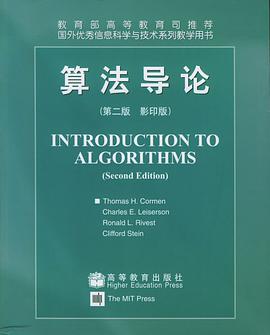 教育部高等教育司推荐
国外优秀信息科学与技术系列教学用书
算法导论
(第二版 影印版)
INTRODUCTION TO
ALGORITHMS
(Second Edition)
Thomas H. Cormen
Charles E. Leiserson
Ronald L. Rivest
Clifford Stein
高等教育出版社
Higher Education Press
The MIT Press